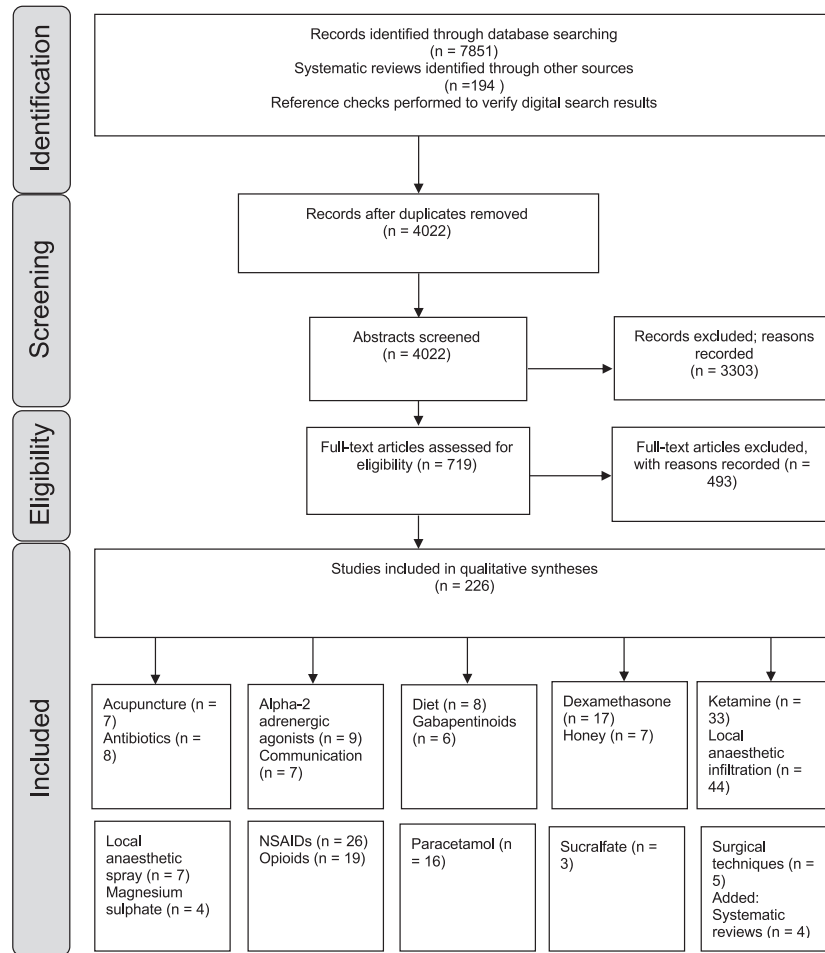 Identification
Records identified through database searching
(n = 7851)
Systematic reviews identified through other sources
(n =194 )
Reference checks performed to verify digital search results
Screening
Records after duplicates removed
(n = 4022)
Abstracts screened
(n = 4022)
Records excluded; reasons
recorded
(n = 3303)
Eligibility
Full-text articles assessed for
eligibility (n = 719)
Full-text articles excluded,
with reasons recorded (n =
493)
Included
Studies included in qualitative syntheses
(n = 226)
Acupuncture (n =
7)
Antibiotics (n =
8)
Alpha-2
adrenergic
agonists (n = 9)
Communication
(n = 7)
Diet (n = 8)
Gabapentinoids
(n = 6)
Dexamethasone
(n = 17)
Honey (n = 7)
Ketamine (n =
33)
Local
anaesthetic
infiltration (n =
44)
Local
anaesthetic
spray (n = 7)
Magnesium
sulphate (n = 4)
NSAIDs (n = 26)
Opioids (n = 19)
Paracetamol (n
= 16)
Sucralfate (n =
3)
Surgical
techniques (n =
5)
Added:
Systematic
reviews (n = 4)